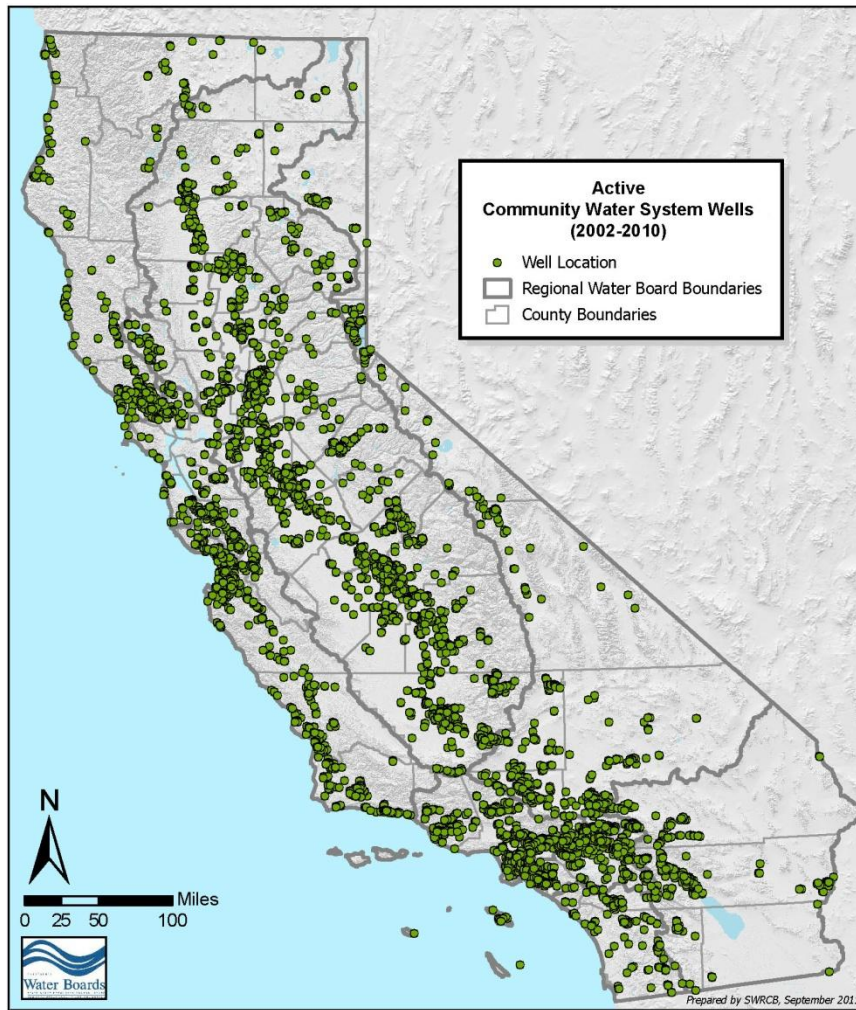 Active
Community Water System Wells
(2002-2010)
Well Location
Regional Water Board Boundaries
County Boundaries
N
Miles
0 25 50 100
Water Boards
Prepared by SWRCB, September 201